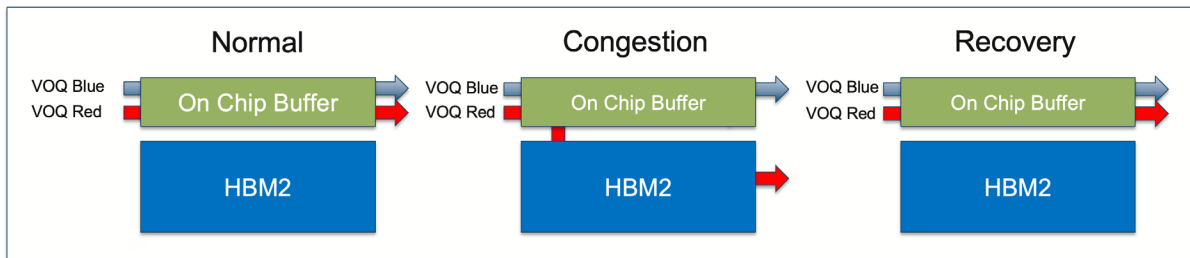 Normal
VOQ Blue
VOQ Red
On Chip Buffer
HBM2
Congestion
VOQ Blue
VOQ Red
On Chip Buffer
HBM2
Recovery
VOQ Blue
VOQ Red
On Chip Buffer
HBM2